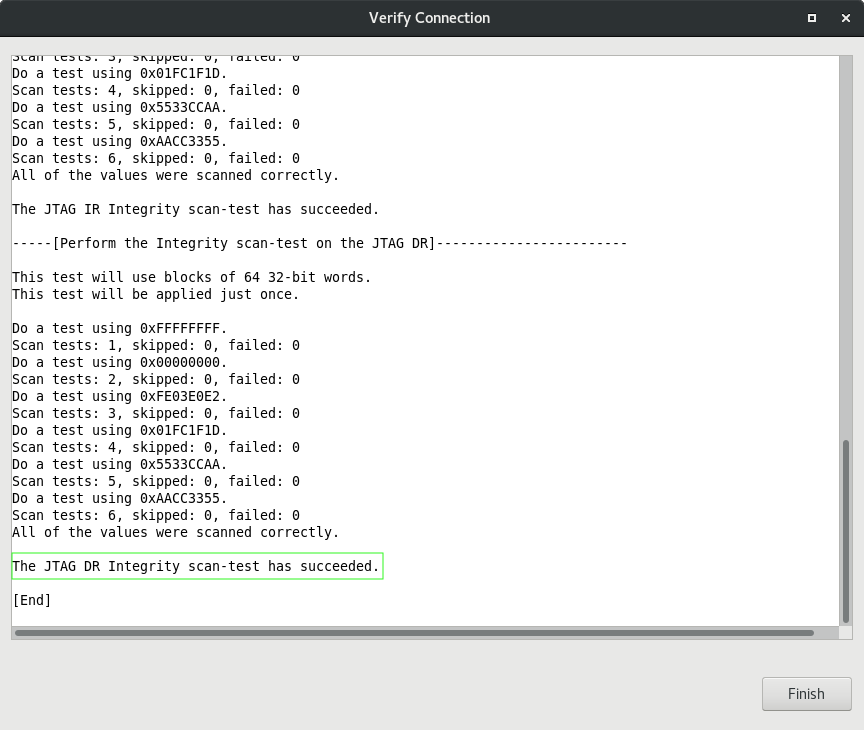 Verify Connection
Scan tests: 3, skipped: 0, failed: 0
Do a test using 0x01FC1F1D.
Scan tests: 4, skipped: 0, failed: 0
Do a test using 0x5533CCAA.
Scan tests: 5, skipped: 0, failed: 0
Do a test using 0xAACC3355.
Scan tests: 6, skipped: 0, failed: 0
All of the values were scanned correctly.
The JTAG IR Integrity scan-test has succeeded.
-----[Perform the Integrity scan-test on the JTAG DR]------------------------
This test will use blocks of 64 32-bit words.
This test will be applied just once.
Do a test using 0xFFFFFFFF.
Scan tests: 1, skipped: 0, failed: 0
Do a test using 0x00000000.
Scan tests: 2, skipped: 0, failed: 0
Do a test using 0xFE03E0E2.
Scan tests: 3, skipped: 0, failed: 0
Do a test using 0x01FC1F1D.
Scan tests: 4, skipped: 0, failed: 0
Do a test using 0x5533CCAA.
Scan tests: 5, skipped: 0, failed: 0
Do a test using 0xAACC3355.
Scan tests: 6, skipped: 0, failed: 0
All of the values were scanned correctly.
The JTAG DR Integrity scan-test has succeeded.
[End]
Finish